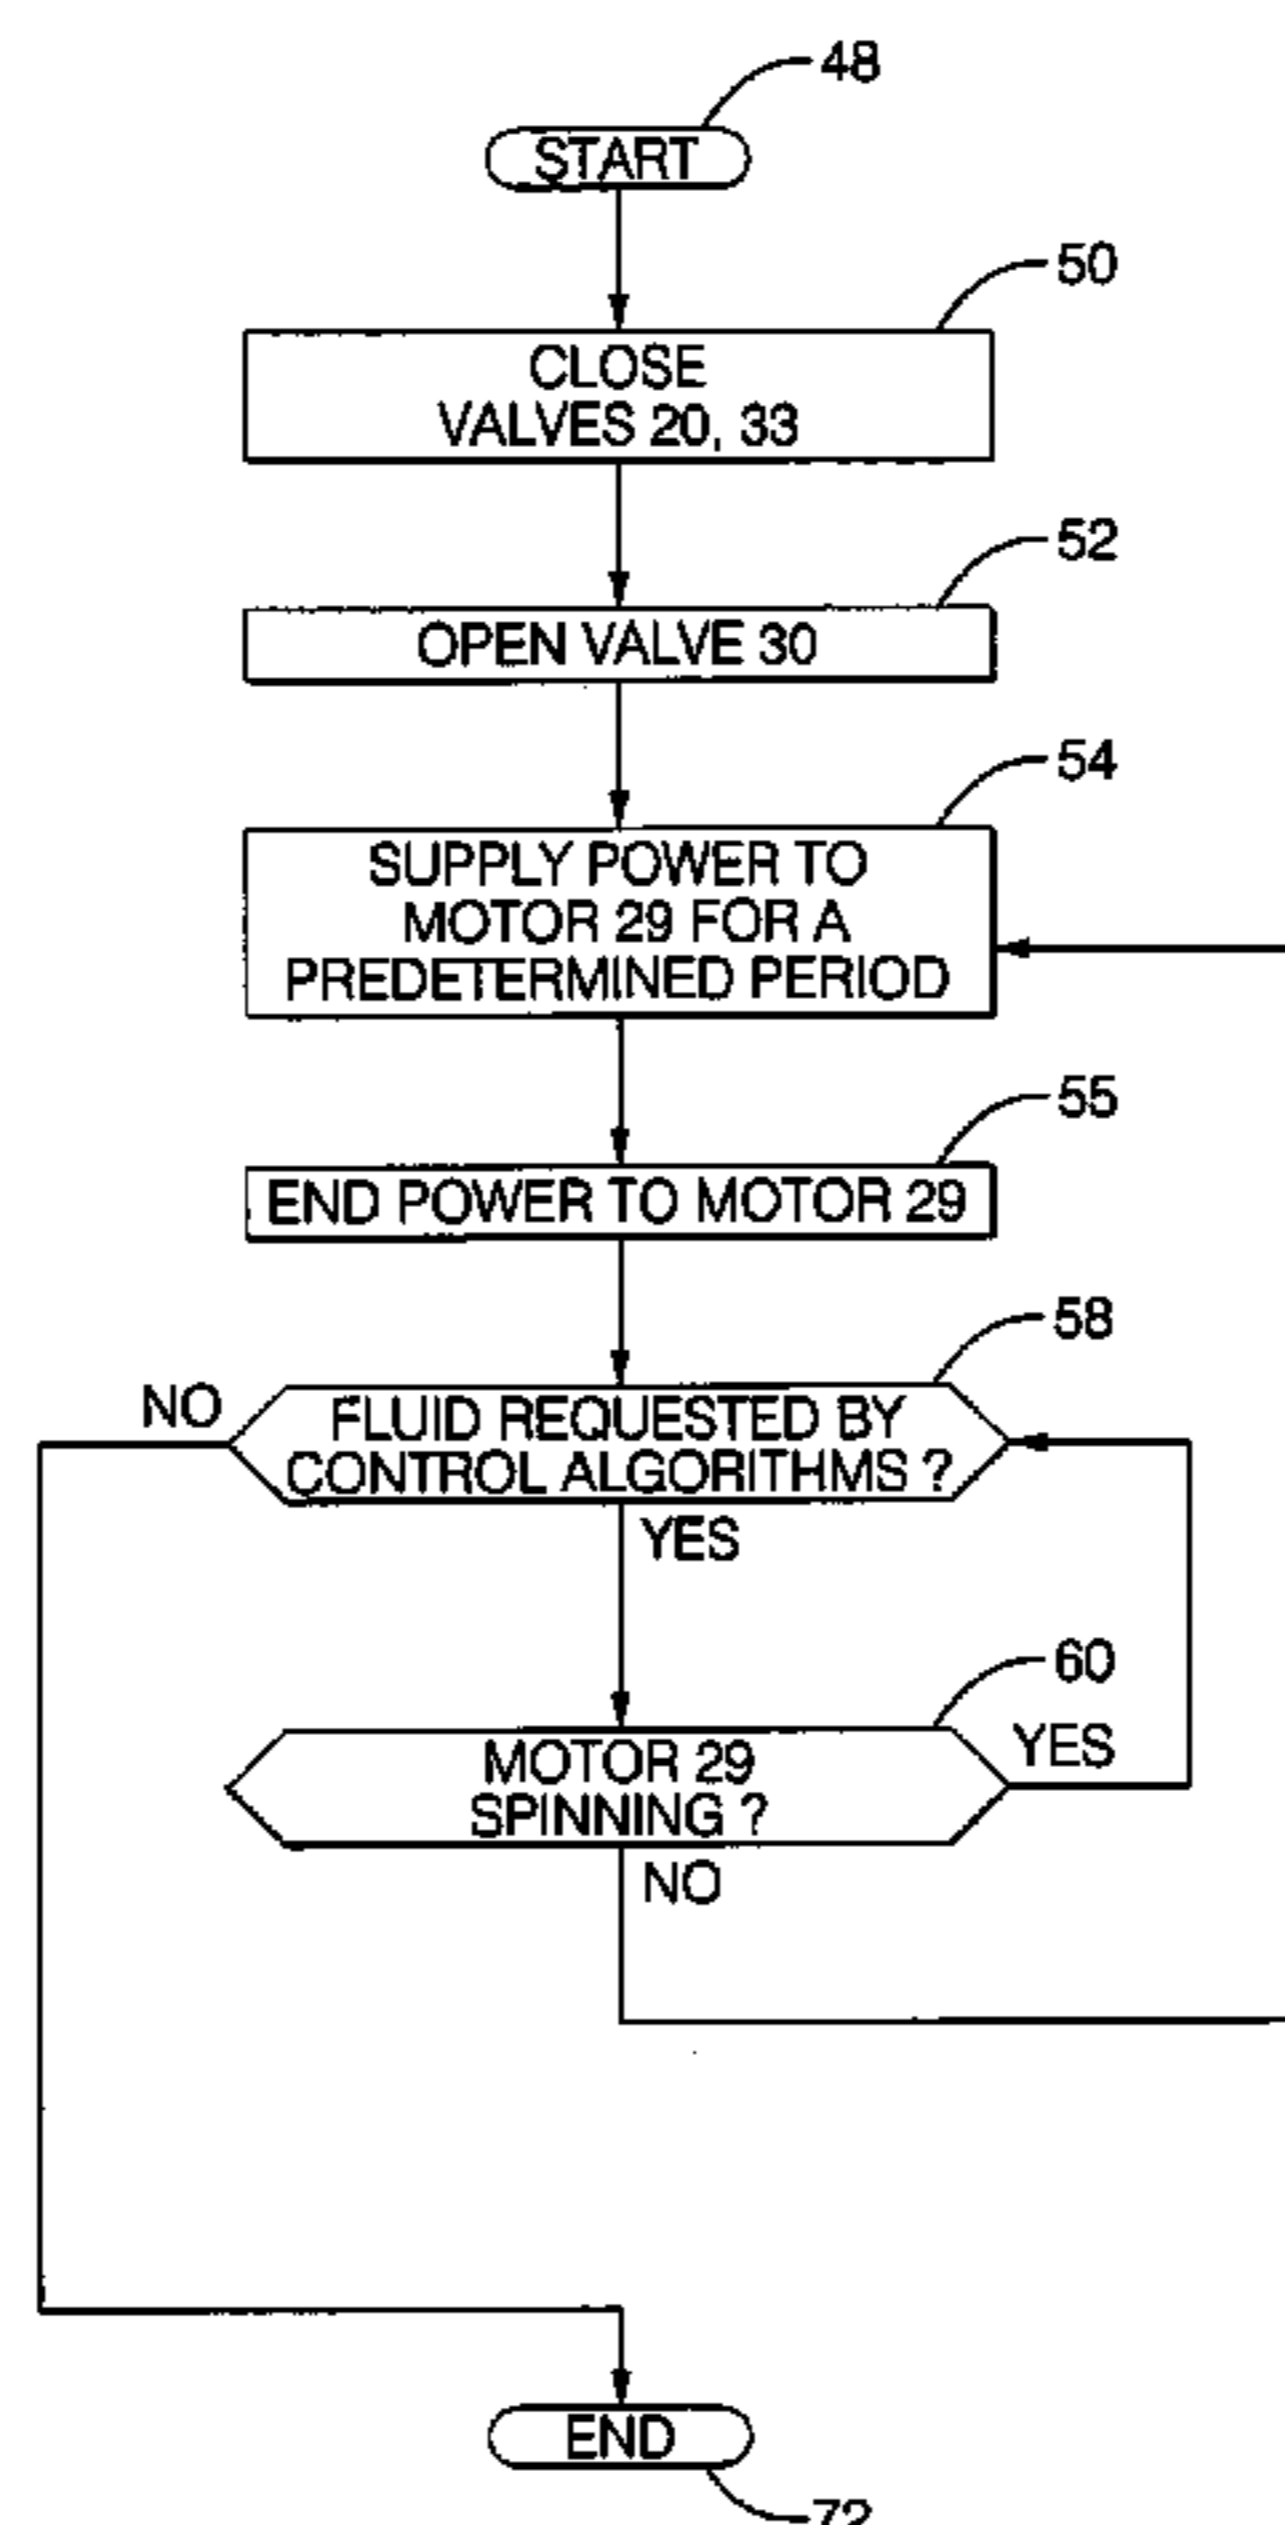 48
START
50
CLOSE
VALVES 20, 33
52
OPEN VALVE 30
54
SUPPLY POWER TO
MOTOR 29 FOR A
PREDETERMINED PERIOD
55
END POWER TO MOTOR 29
58
NO
FLUID REQUESTED BY
CONTROL ALGORITHMS ?
YES
60
MOTOR 29
SPINNING ?
YES
NO
END
72